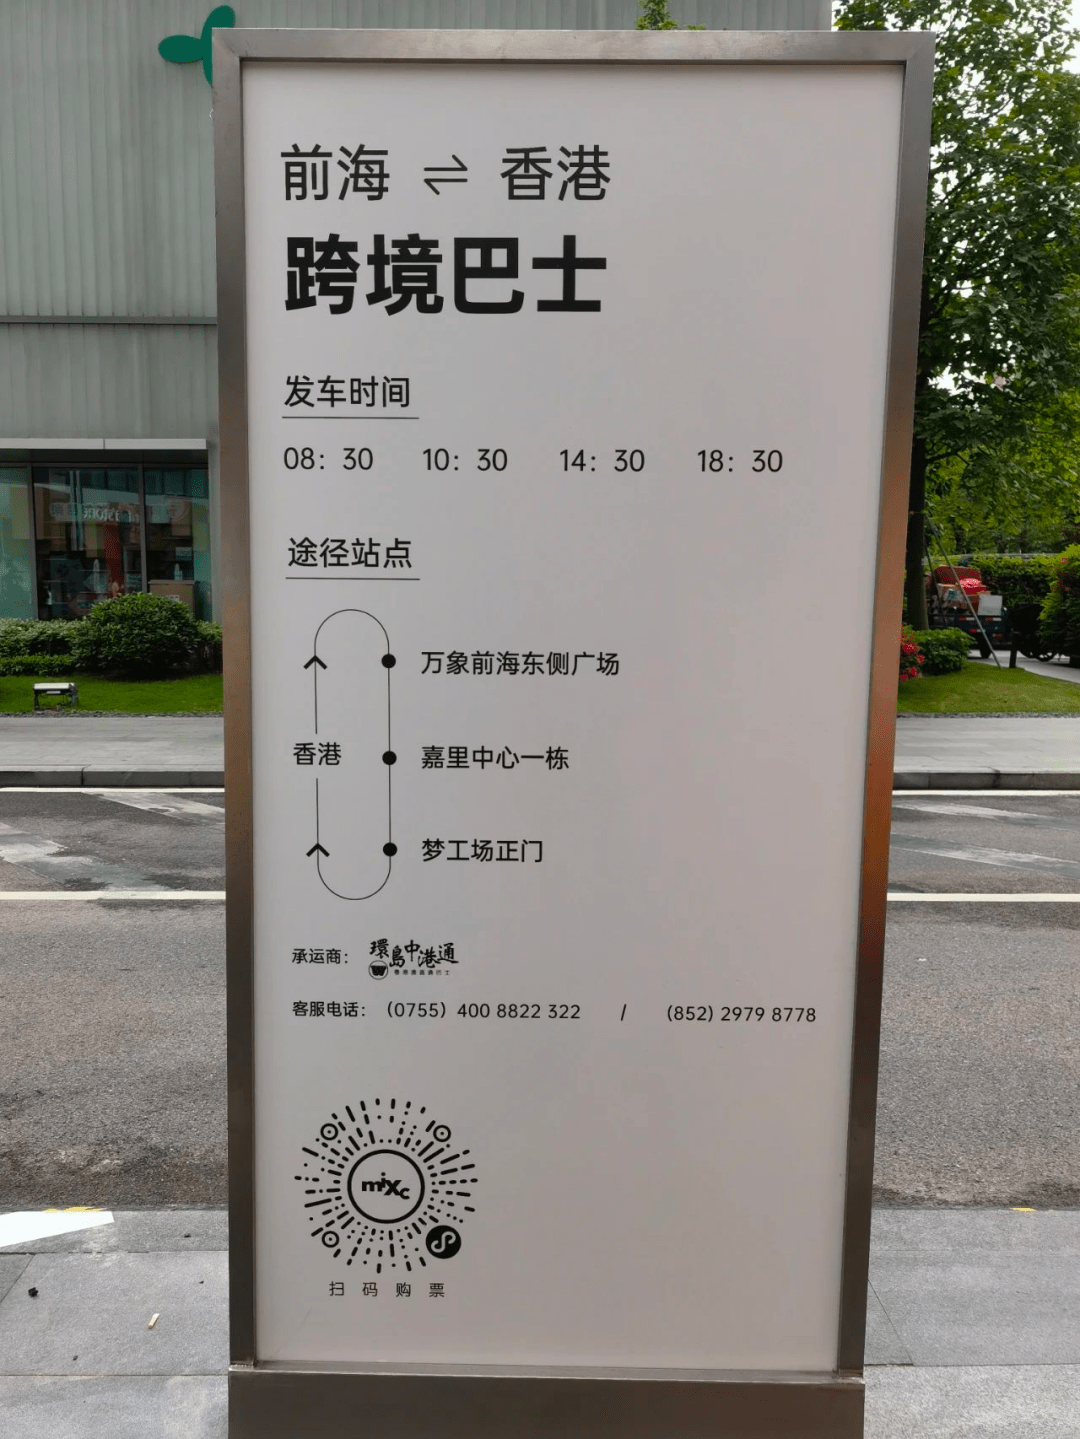 前海 ⇌ 香港
跨境巴士
发车时间
08：30 10：30 14：30 18：30
途径站点
万象前海东侧广场
香港 嘉里中心一栋
梦工场正门
承运商： 環島中港通
客服电话：（0755）400 8822 322 / (852) 2979 8778
mixc
扫码购票